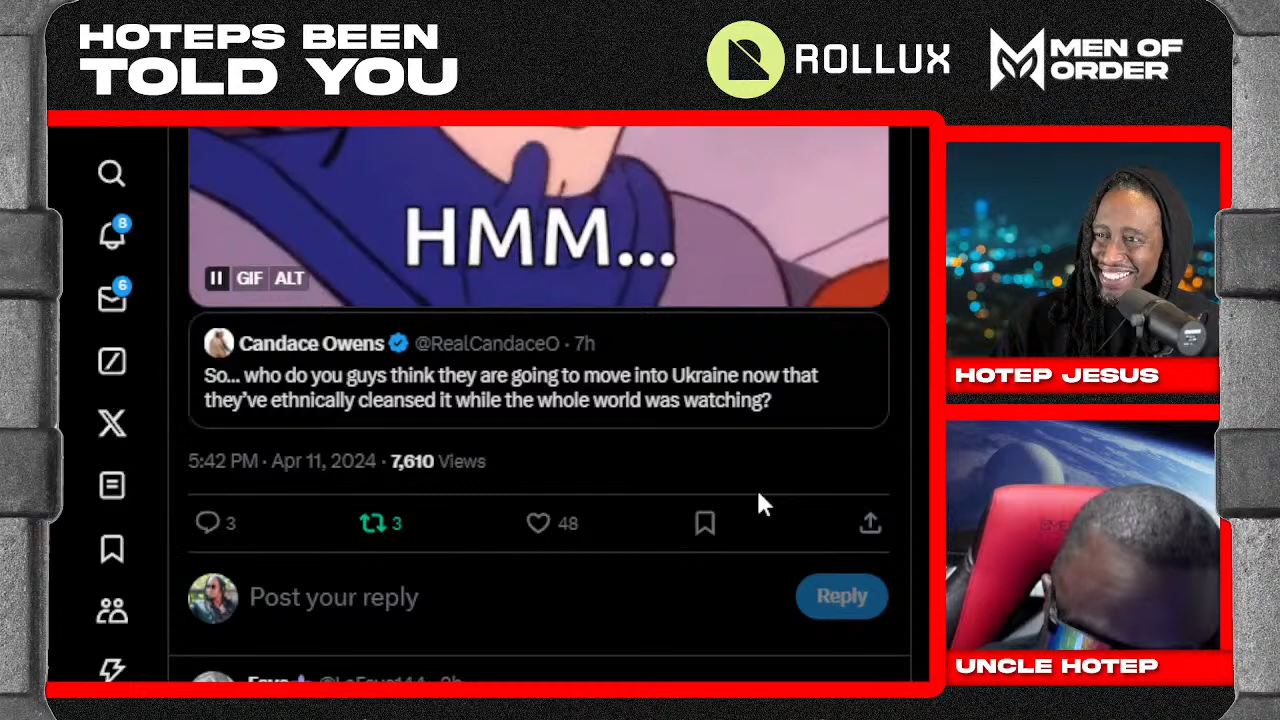 HOTEPS BEEN
TOLD YOU
ROLLUX
MEN OF
ORDER
HMM...
GIF ALT
8
6
Candace Owens @RealCandaceO · 7h
So... who do you guys think they are going to move into Ukraine now that
they've ethnically cleansed it while the whole world was watching?
5:42 PM · Apr 11, 2024 · 7,610 Views
3
3
48
Post your reply
Reply
HOTEP JESUS
UNCLE HOTEP